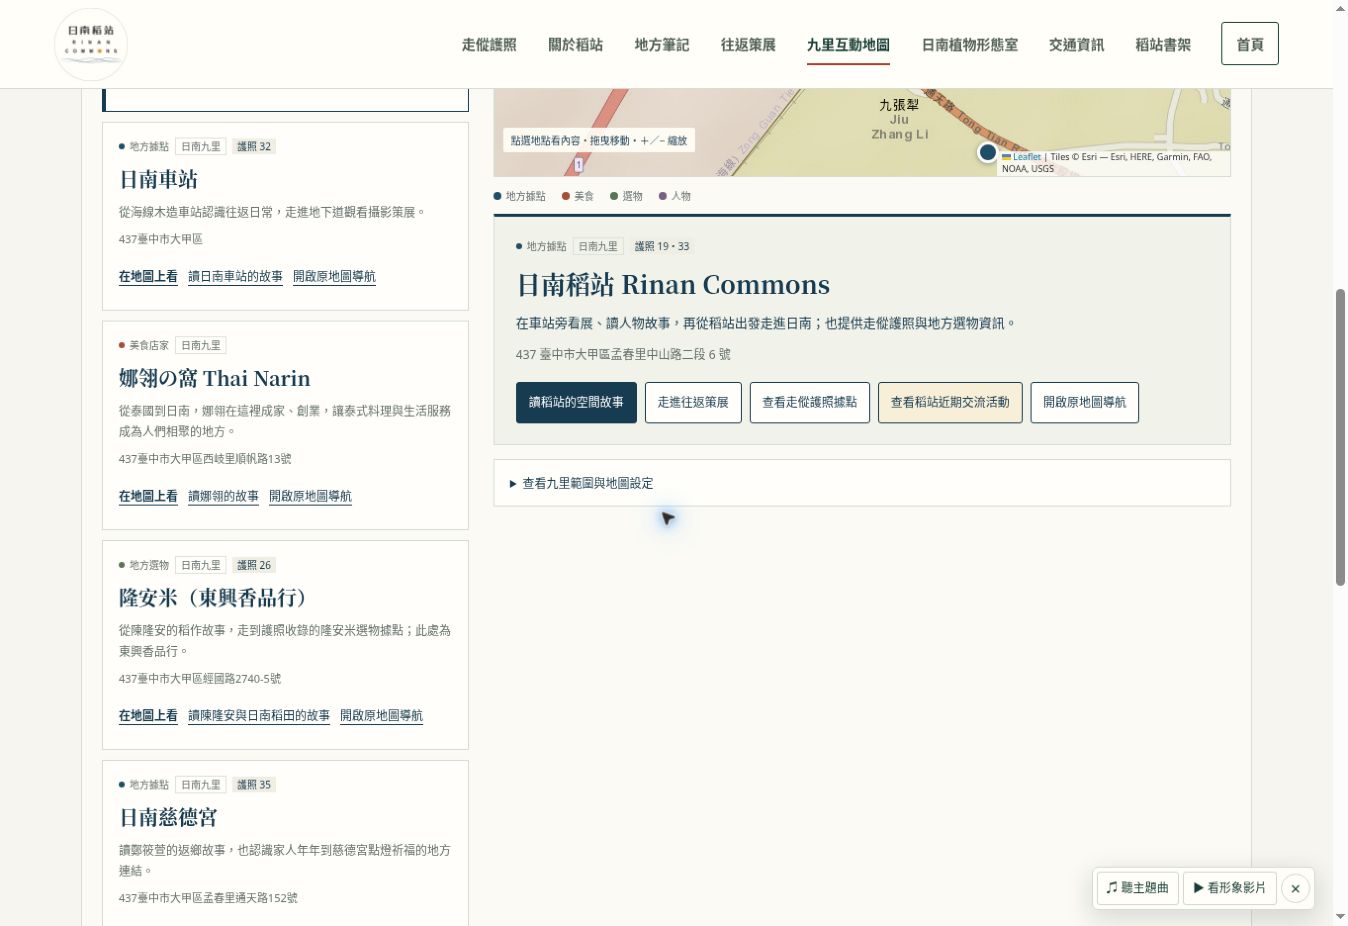 日南稻站
RINAN
COMMONS
走從護照
關於稻站
地方筆記
往返策展
九里互動地圖
日南植物形態室
交通資訊
稻站書架
首頁
地方據點 日南九里 護照 32
日南車站
從海線木造車站認識往返日常，走進地下道觀看攝影策展。
437臺中市大甲區
在地圖上看 讀日南車站的故事 開啟原地圖導航
美食店家 日南九里
娜翎の窩 Thai Narin
從泰國到日南，娜翎在這裡成家、創業，讓泰式料理與生活服務
成為人們相聚的地方。
437臺中市大甲區西岐里順帆路13號
在地圖上看 讀娜翎的故事 開啟原地圖導航
地方選物 日南九里 護照 26
隆安米（東興香品行）
從陳隆安的稻作故事，走到護照收錄的隆安米選物據點；此處為
東興香品行。
437臺中市大甲區經國路2740-5號
在地圖上看 讀陳隆安與日南稻田的故事 開啟原地圖導航
地方據點 日南九里 護照 35
日南慈德宮
讀鄭筱萱的返鄉故事，也認識家人年年到慈德宮點燈祈福的地方
連結。
437臺中市大甲區孟春里通天路152號
九張犁
Jiu
Zhang Li
通天路 Tong Tian R
海線) Zong Guan Tie
通
To
1
點選地點看內容・拖曳移動・＋／− 縮放
Leaflet | Tiles © Esri — Esri, HERE, Garmin, FAO,
NOAA, USGS
地方據點 美食 選物 人物
地方據點 日南九里 護照 19・33
日南稻站 Rinan Commons
在車站旁看展、讀人物故事，再從稻站出發走進日南；也提供走從護照與地方選物資訊。
437 臺中市大甲區孟春里中山路二段 6 號
讀稻站的空間故事 走進往返策展 查看走從護照據點 查看稻站近期交流活動 開啟原地圖導航
▶ 查看九里範圍與地圖設定
♫ 聽主題曲 ▶ 看形象影片 ×